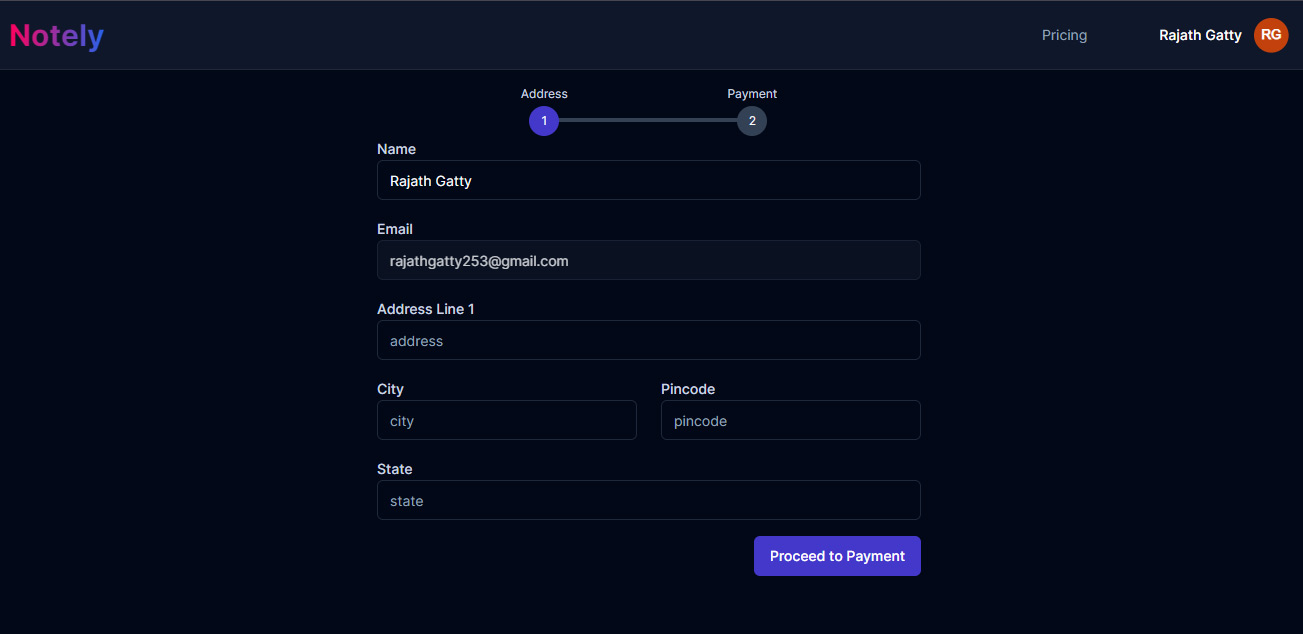 Notely
Pricing
Rajath Gatty
RG
Address
Payment
1
2
Name
Rajath Gatty
Email
rajathgatty253@gmail.com
Address Line 1
address
City
Pincode
city
pincode
State
state
Proceed to Payment